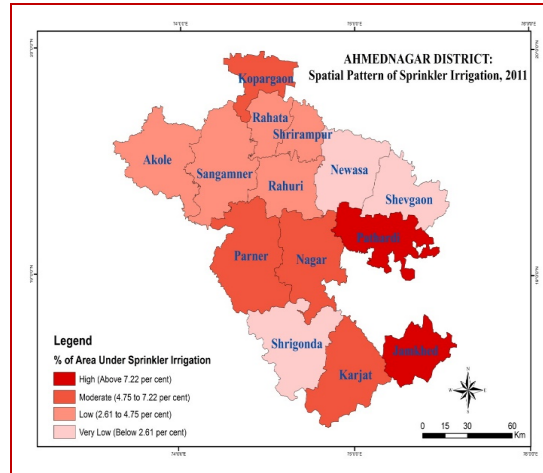 AHMEDNAGAR DISTRICT:
Spatial Pattern of Sprinkler Irrigation, 2011
Kopargaon
Rahata
Shrirampur
Akole
Sangamner
Newasa
Rahuri
Shevgaon
Pathardi
Parner
Nagar
Shrigonda
Jamkhed
Karjat
Legend
% of Area Under Sprinkler Irrigation
High (Above 7.22 per cent)
Moderate (4.75 to 7.22 per cent)
Low (2.61 to 4.75 per cent)
Very Low (Below 2.61 per cent)
0 15 30 60
Km